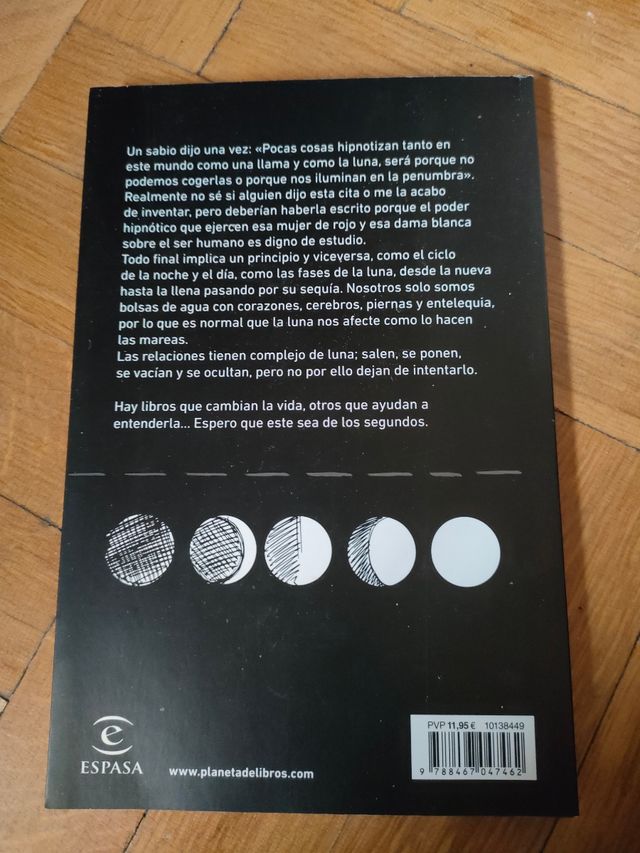 Un sabio dijo una vez: «Pocas cosas hipnotizan tanto en
este mundo como una llama y como la luna, será porque no
podemos cogerlas o porque nos iluminan en la penumbra».
Realmente no sé si alguien dijo esta cita o me la acabo
de inventar, pero deberían haberla escrito porque el poder
hipnótico que ejercen esa mujer de rojo y esa dama blanca
sobre el ser humano es digno de estudio.
Todo final implica un principio y viceversa, como el ciclo
de la noche y el día, como las fases de la luna, desde la nueva
hasta la llena pasando por su sequía. Nosotros solo somos
bolsas de agua con corazones, cerebros, piernas y entelequia,
por lo que es normal que la luna nos afecte como lo hacen
las mareas.
Las relaciones tienen complejo de luna; salen, se ponen,
se vacían y se ocultan, pero no por ello dejan de intentarlo.
Hay libros que cambian la vida, otros que ayudan a
entenderla... Espero que este sea de los segundos.
e
ESPASA
www.planetadelibros.com
PVP 11,95 € 10138449
9 788467 047462